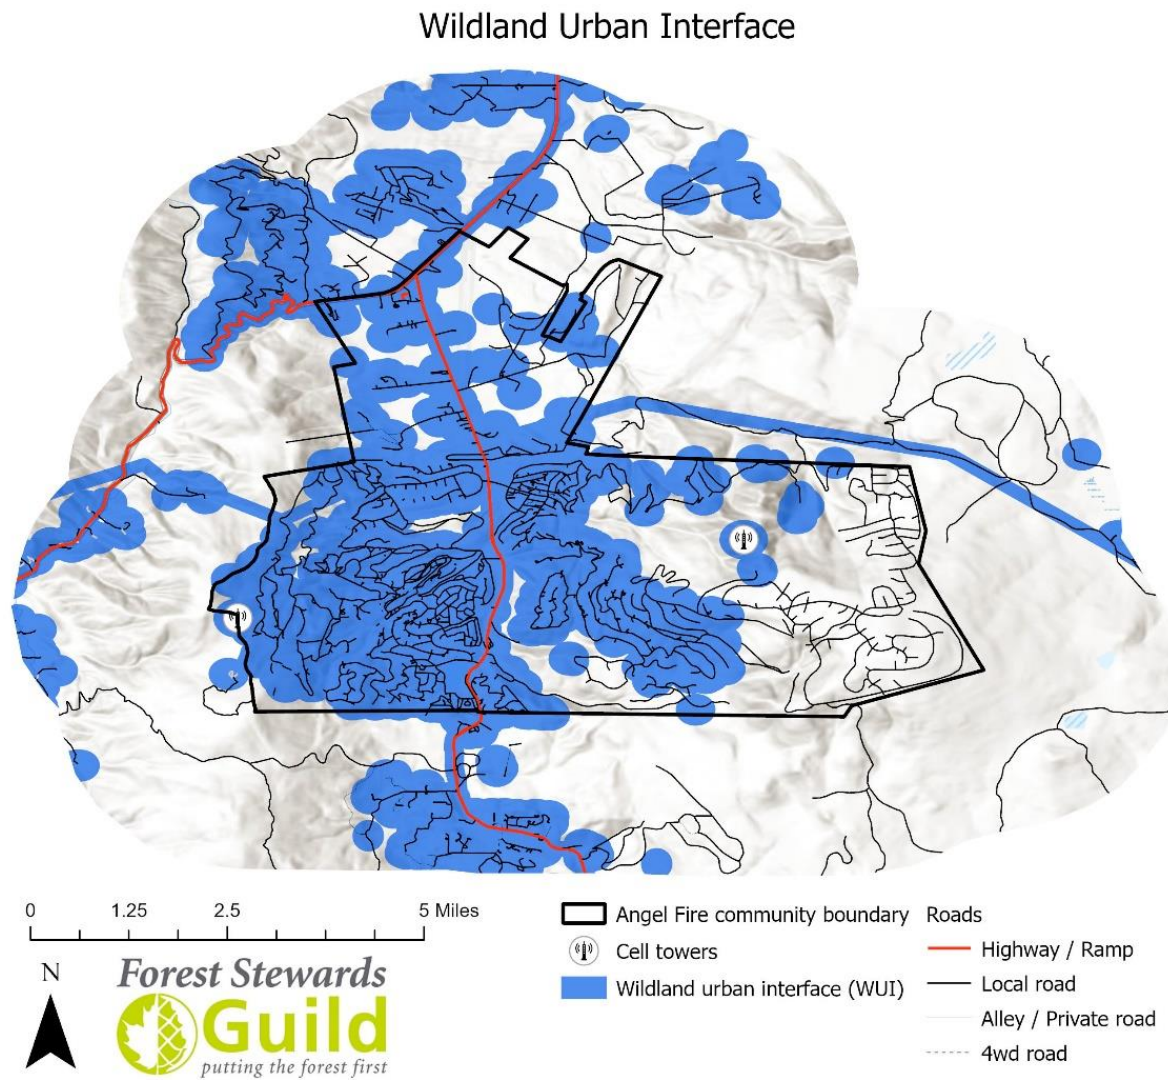 Wildland Urban Interface
0 1.25 2.5 5 Miles
N
Forest Stewards
Guild
putting the forest first
Angel Fire community boundary
Cell towers
Wildland urban interface (WUI)
Roads
Highway / Ramp
Local road
Alley / Private road
4wd road